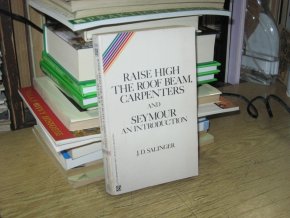 RAISE HIGH
THE ROOF BEAM,
CARPENTERS
AND
SEYMOUR
AN INTRODUCTION
J.D. SALINGER